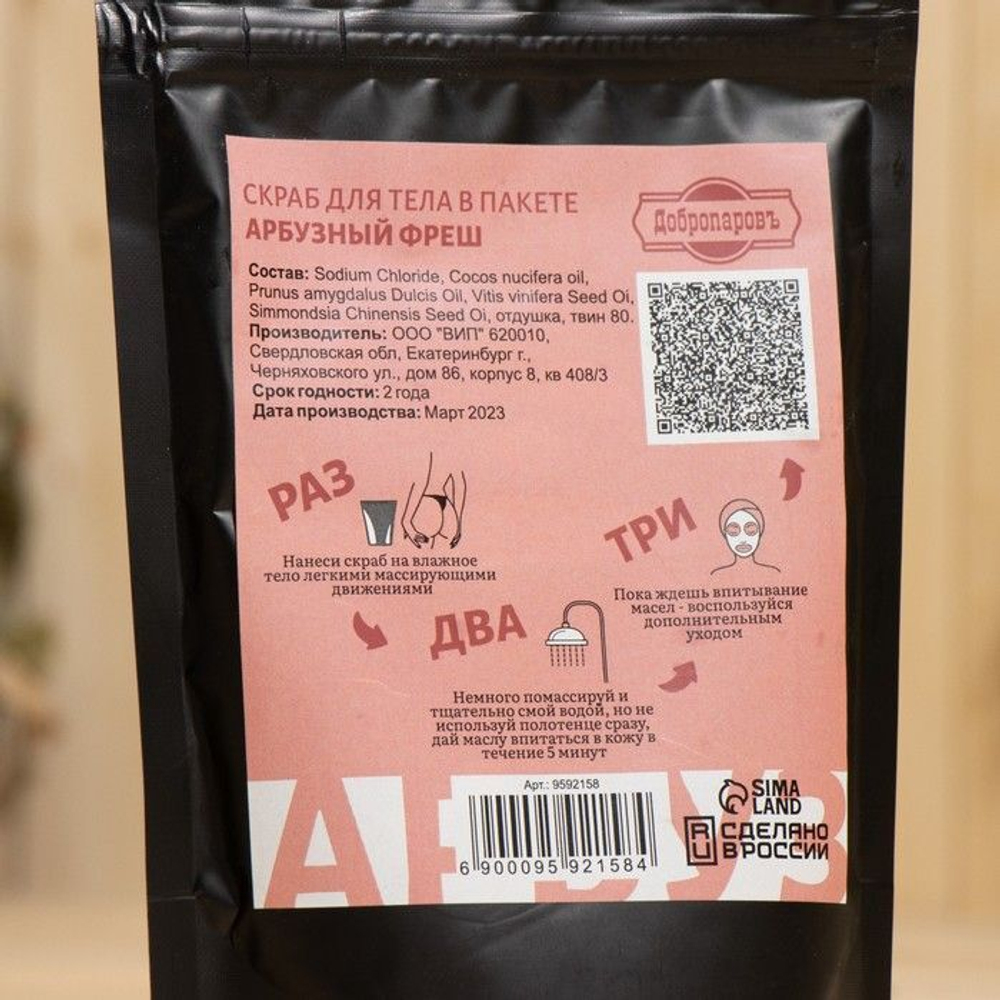 СКРАБ ДЛЯ ТЕЛА В ПАКЕТЕ
АРБУЗНЫЙ ФРЕШ
Добропаровъ
Состав: Sodium Chloride, Cocos nucifera oil,
Prunus amygdalus Dulcis Oil, Vitis vinifera Seed Oi,
Simmondsia Chinensis Seed Oi, отдушка, твин 80.
Производитель: ООО "ВИП" 620010,
Свердловская обл, Екатеринбург г.,
Черняховского ул., дом 86, корпус 8, кв 408/3
Срок годности: 2 года
Дата производства: Март 2023
РАЗ
Нанеси скраб на влажное
тело легкими массирующими
движениями
ДВА
Немного помассируй и
тщательно смой водой, но не
используй полотенце сразу,
дай маслу впитаться в кожу в
течение 5 минут
ТРИ
Пока ждешь впитывание
масел - воспользуйся
дополнительным
уходом
АРБУЗ
Арт.: 9592158
6 900095 921584
SIMA
LAND
RU
СДЕЛАНО
В РОССИИ